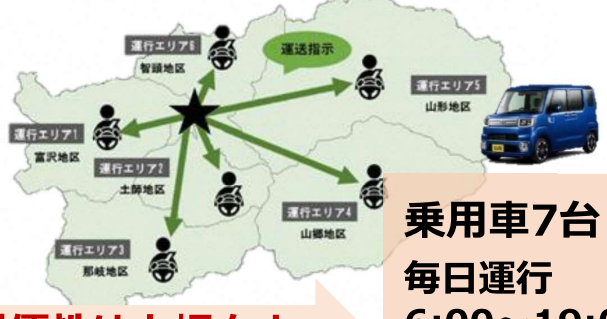 運行エリア6
智頭地区
運送指示
運行エリア5
山形地区
運行エリア1
富沢地区
運行エリア2
土師地区
運行エリア4
山郷地区
運行エリア3
那岐地区
乗用車7台
毎日運行